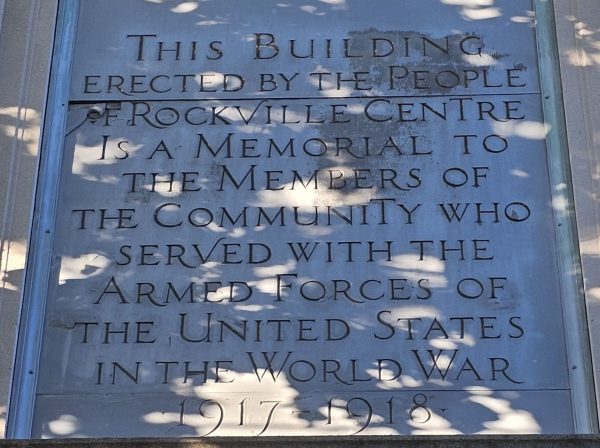 THIS BUILDING
ERECTED BY THE PEOPLE
OF ROCKVILLE CENTRE
IS A MEMORIAL TO
THE MEMBERS OF
THE COMMUNITY WHO
SERVED WITH THE
ARMED FORCES OF
THE UNITED STATES
IN THE WORLD WAR
·1917-1918·